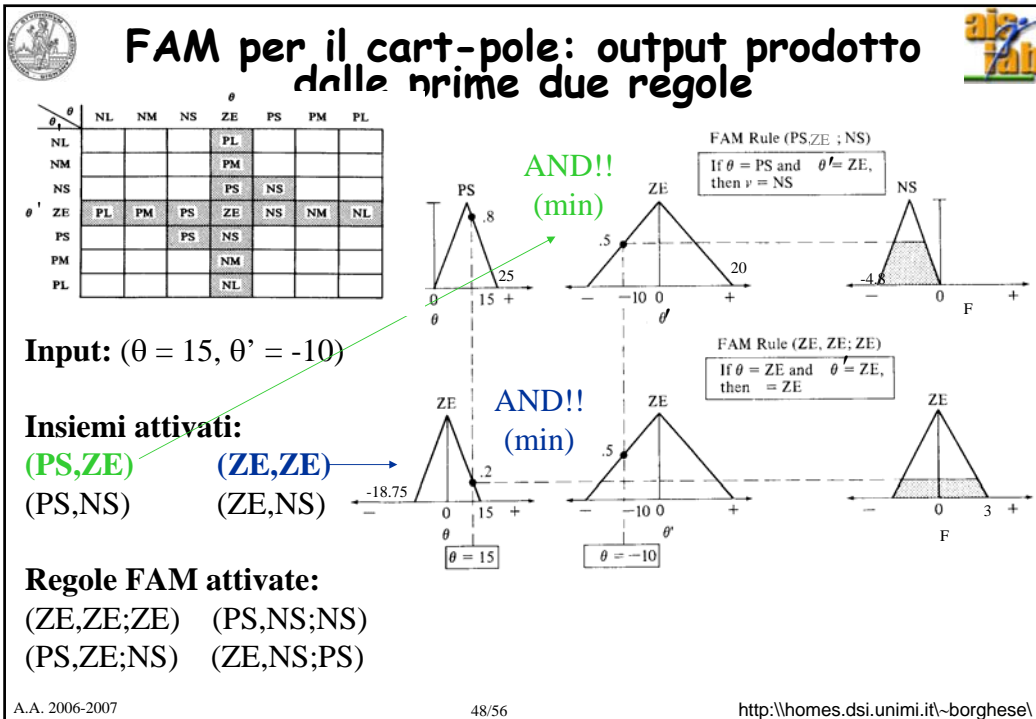 FAM per il cart-pole: output prodotto
dalle prime due regole
θ
θ' θ NL NM NS ZE PS PM PL
NL PL
NM PM
NS PS NS
θ' ZE PL PM PS ZE NS NM NL
PS PS NS
PM NM
PL NL
AND!!
(min)
FAM Rule (PS,ZE ; NS)
If θ = PS and θ' = ZE,
then v = NS
PS
.8
25
0 15 +
θ
ZE
.5
20
− −10 0 +
θ'
NS
-4.8
− 0 +
F
Input: (θ = 15, θ’ = -10)
Insiemi attivati:
(PS,ZE) (ZE,ZE)
(PS,NS) (ZE,NS)
AND!!
(min)
FAM Rule (ZE, ZE; ZE)
If θ = ZE and θ' = ZE,
then = ZE
ZE
.2
-18.75
− 0 15 +
θ
θ = 15
ZE
.5
− −10 0 +
θ'
θ = −10
ZE
− 0 3 +
F
Regole FAM attivate:
(ZE,ZE;ZE) (PS,NS;NS)
(PS,ZE;NS) (ZE,NS;PS)
A.A. 2006-2007 48/56 http:\\homes.dsi.unimi.it\~borghese\